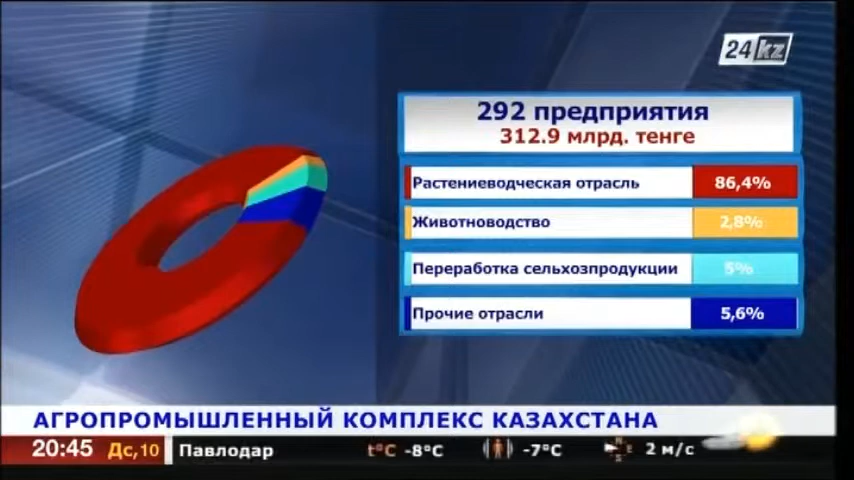 24kz
292 предприятия
312.9 млрд. тенге
Растениеводческая отрасль 86,4%
Животноводство 2,8%
Переработка сельхозпродукции 5%
Прочие отрасли 5,6%
АГРОПРОМЫШЛЕННЫЙ КОМПЛЕКС КАЗАХСТАНА
20:45 Дс,10 Павлодар t°C -8°C -7°C 2 м/с